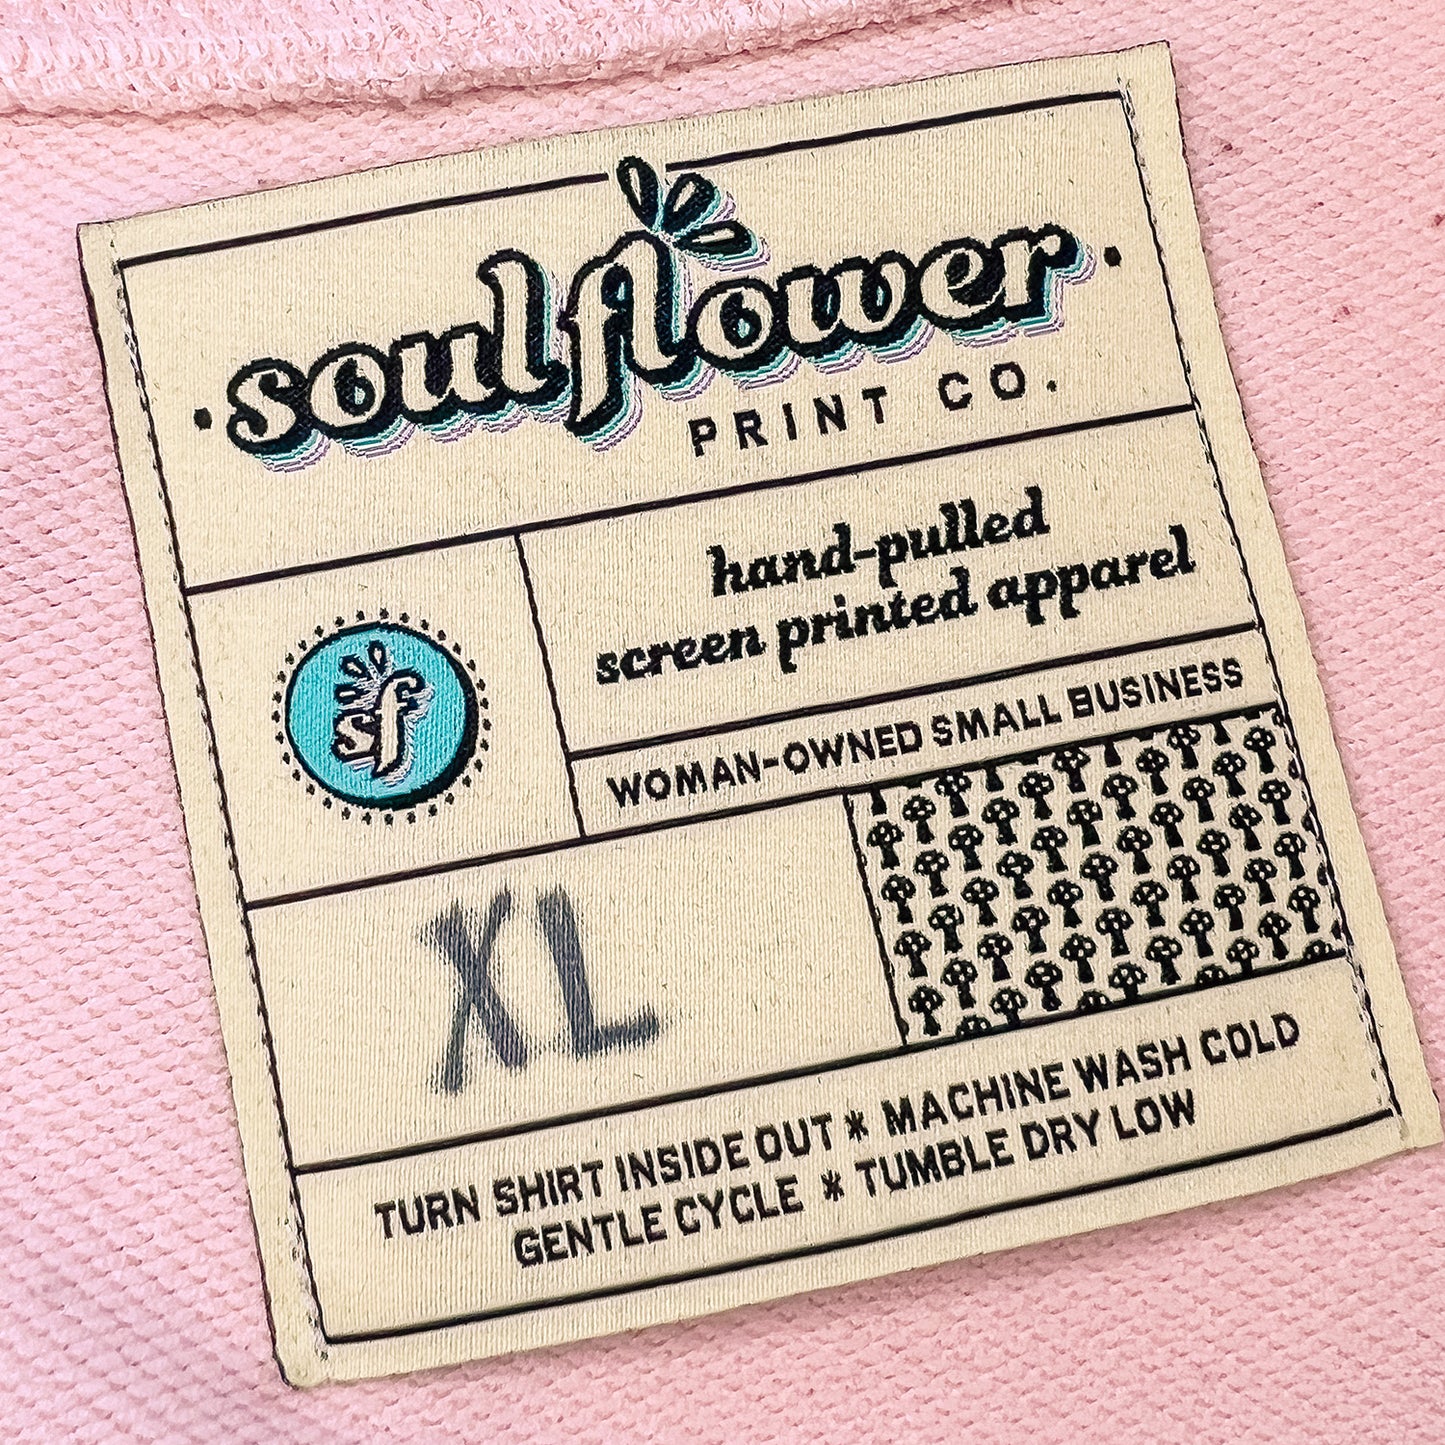 soulflower
PRINT CO.
hand-pulled
screen printed apparel
sf
WOMAN-OWNED SMALL BUSINESS
XL
TURN SHIRT INSIDE OUT * MACHINE WASH COLD
GENTLE CYCLE * TUMBLE DRY LOW